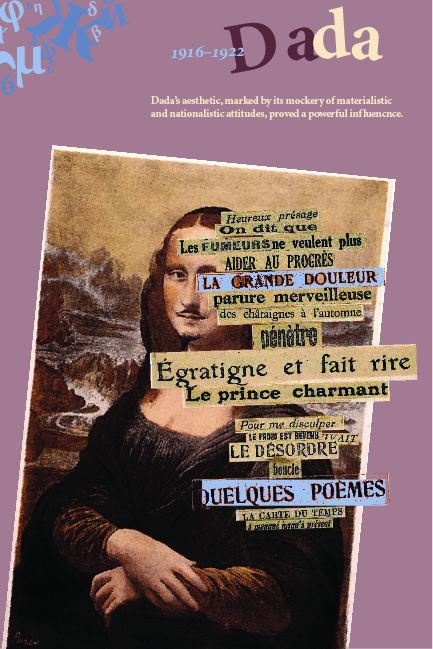 1916–1922
Dada
Dada's aesthetic, marked by its mockery of materialistic
and nationalistic attitudes, proved a powerful influencnce.
Heureux présage
On dit que
Les FUMEURS ne veulent plus
AIDER AU PROGRÈS
LA GRANDE DOULEUR
parure merveilleuse
des châtaignes à l'automne
pénètre
Égratigne et fait rire
Le prince charmant
Pour me disculper
LE FROID EST REVENU TUAIT
LE DÉSORDRE
boucle
QUELQUES POÈMES
LA CARTE DU TEMPS